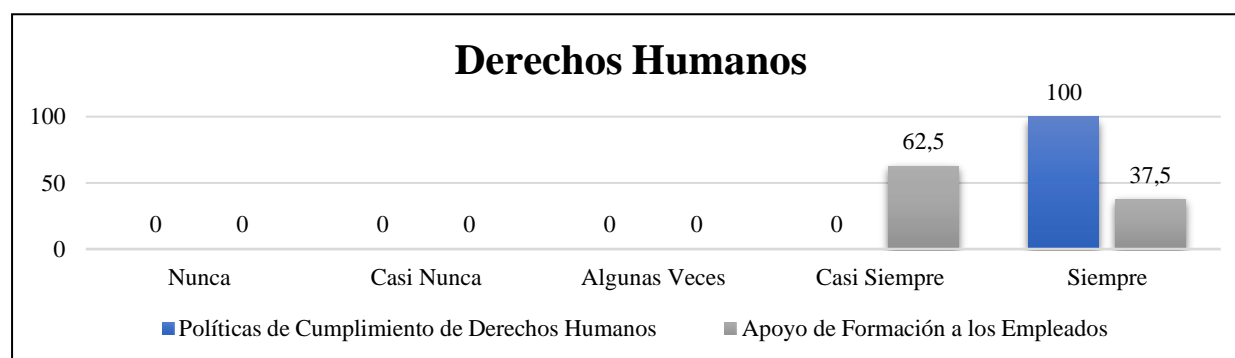 Derechos Humanos
100
100
62,5
50
37,5
0 0 0 0 0 0 0
0
Nunca Casi Nunca Algunas Veces Casi Siempre Siempre
Políticas de Cumplimiento de Derechos Humanos Apoyo de Formación a los Empleados